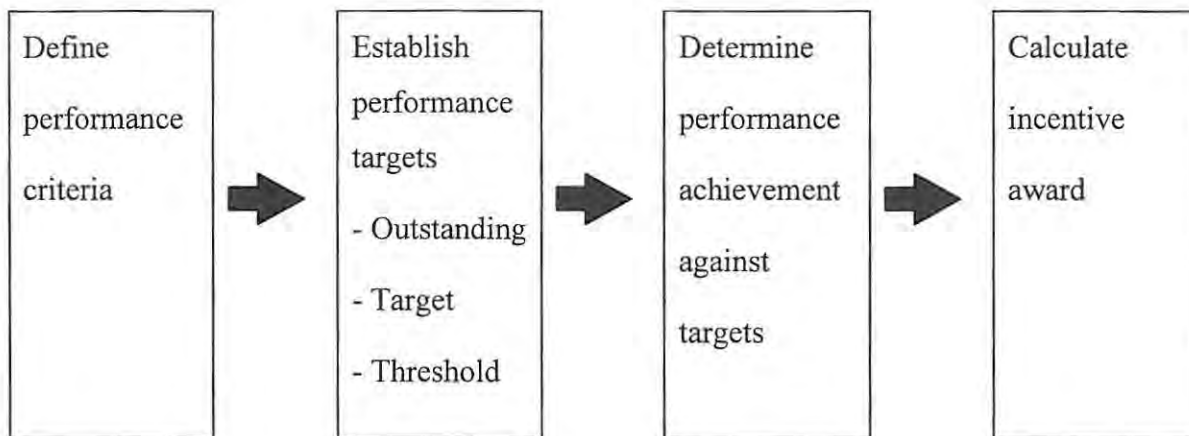 Define
performance
criteria
Establish
performance
targets
- Outstanding
- Target
- Threshold
Determine
performance
achievement
against
targets
Calculate
incentive
award